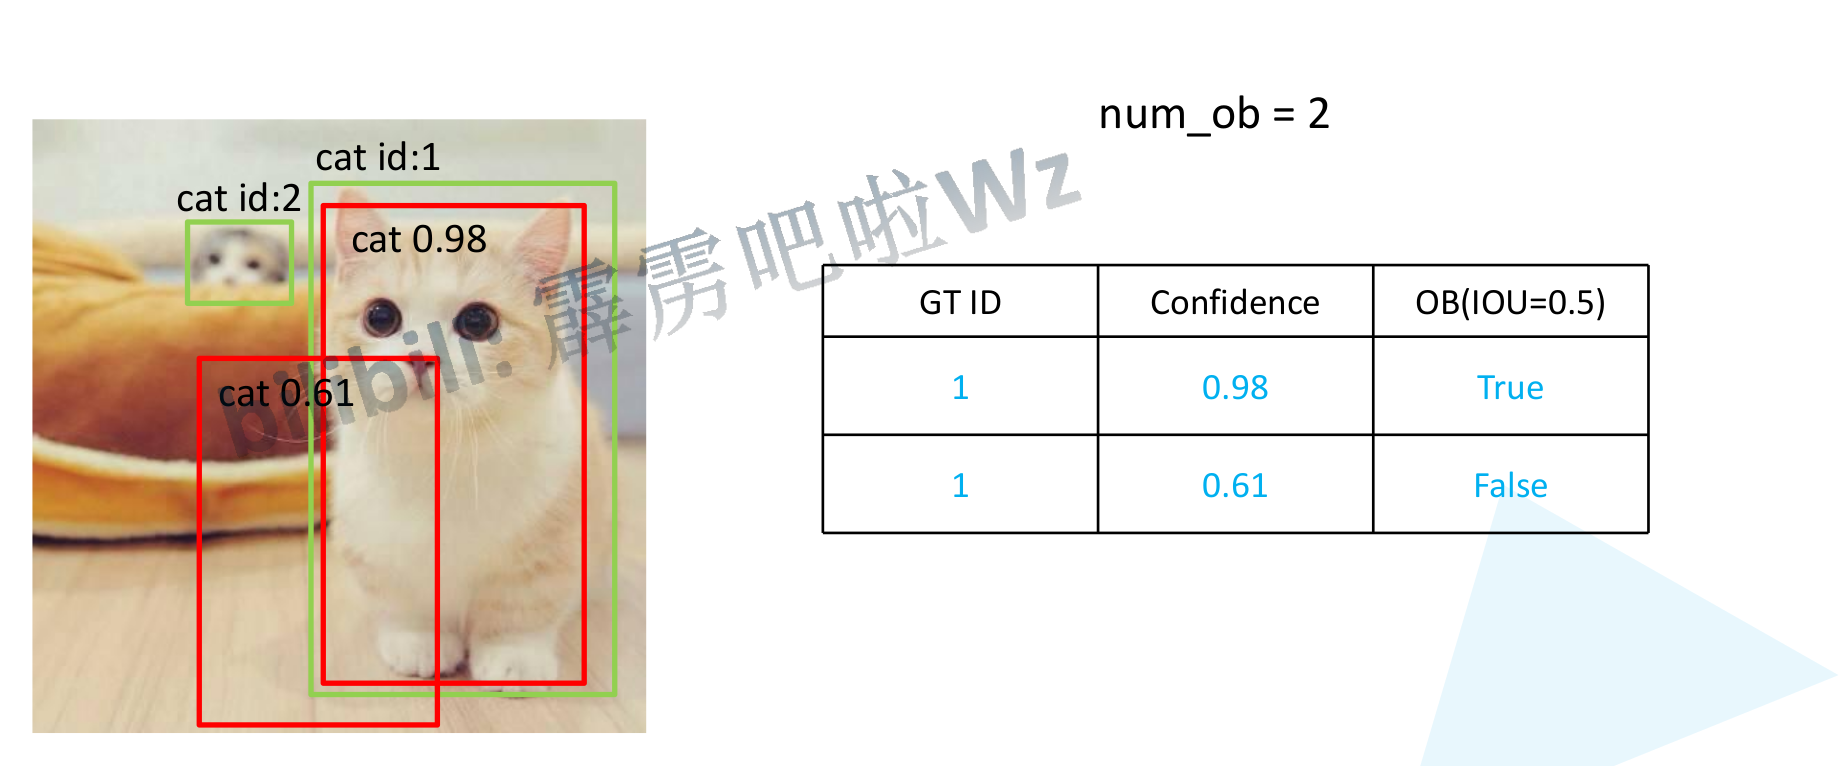 num_ob = 2
cat id:1
cat id:2
cat 0.98
cat 0.61
bilibili: 霹雳吧啦Wz
GT ID Confidence OB(IOU=0.5)
1 0.98 True
1 0.61 False